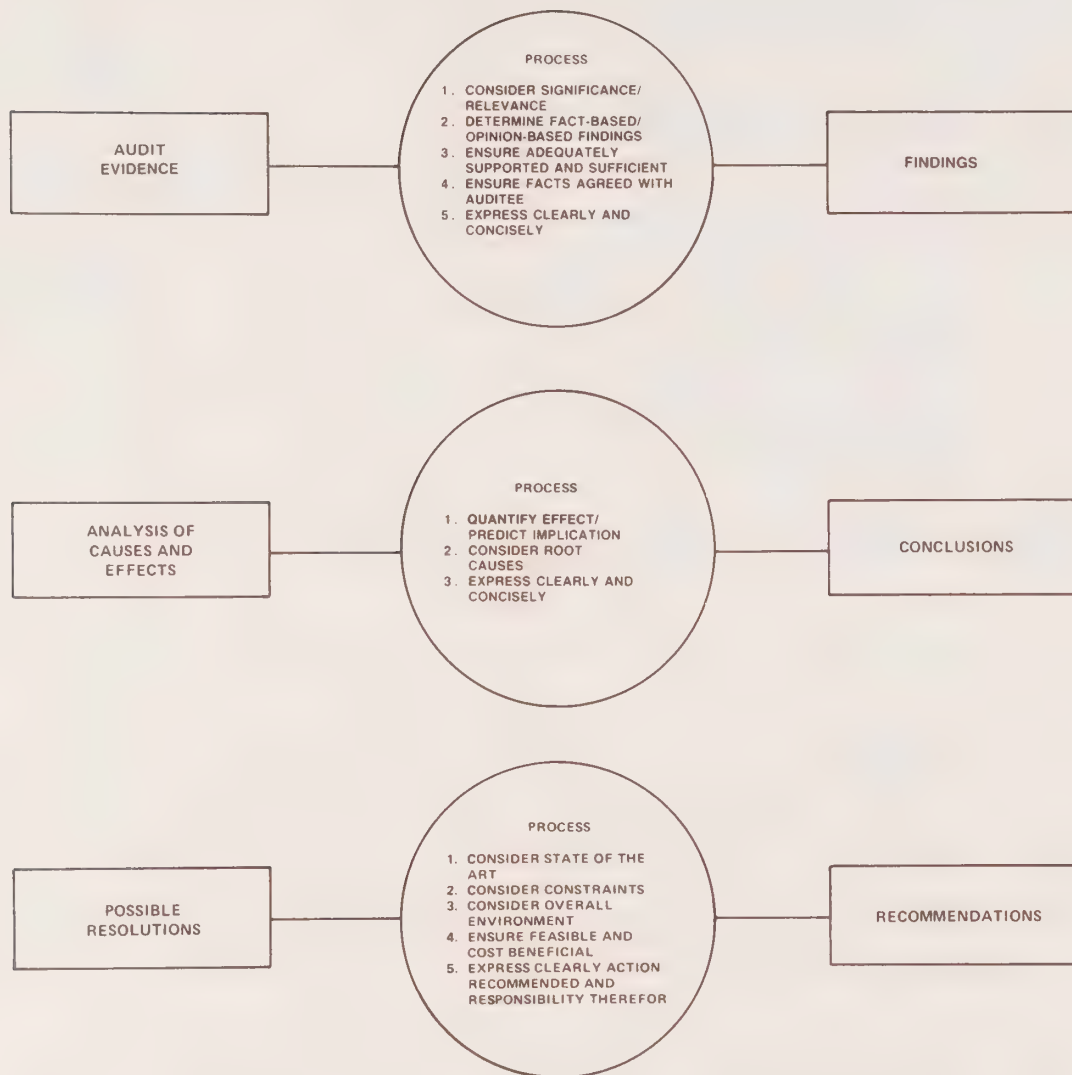 AUDIT
EVIDENCE
PROCESS
1. CONSIDER SIGNIFICANCE/
RELEVANCE
2. DETERMINE FACT-BASED/
OPINION-BASED FINDINGS
3. ENSURE ADEQUATELY
SUPPORTED AND SUFFICIENT
4. ENSURE FACTS AGREED WITH
AUDITEE
5. EXPRESS CLEARLY AND
CONCISELY
FINDINGS
ANALYSIS OF
CAUSES AND
EFFECTS
PROCESS
1. QUANTIFY EFFECT/
PREDICT IMPLICATION
2. CONSIDER ROOT
CAUSES
3. EXPRESS CLEARLY AND
CONCISELY
CONCLUSIONS
POSSIBLE
RESOLUTIONS
PROCESS
1. CONSIDER STATE OF THE
ART
2. CONSIDER CONSTRAINTS
3. CONSIDER OVERALL
ENVIRONMENT
4. ENSURE FEASIBLE AND
COST BENEFICIAL
5. EXPRESS CLEARLY ACTION
RECOMMENDED AND
RESPONSIBILITY THEREFOR
RECOMMENDATIONS